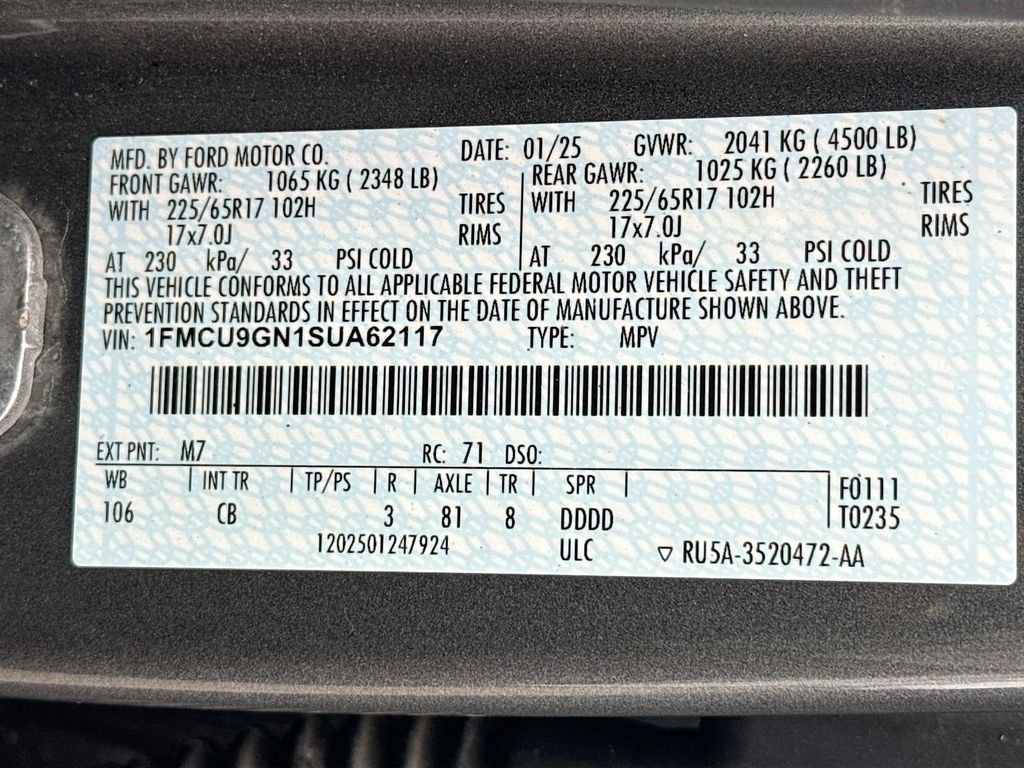 MFD. BY FORD MOTOR CO. DATE: 01/25 GVWR: 2041 KG ( 4500 LB)
FRONT GAWR: 1065 KG ( 2348 LB) REAR GAWR: 1025 KG ( 2260 LB)
WITH 225/65R17 102H TIRES WITH 225/65R17 102H TIRES
17x7.0J RIMS 17x7.0J RIMS
AT 230 kPa/ 33 PSI COLD AT 230 kPa/ 33 PSI COLD
THIS VEHICLE CONFORMS TO ALL APPLICABLE FEDERAL MOTOR VEHICLE SAFETY AND THEFT
PREVENTION STANDARDS IN EFFECT ON THE DATE OF MANUFACTURE SHOWN ABOVE.
VIN: 1FMCU9GN1SUA62117 TYPE: MPV
EXT PNT: M7 RC: 71 DSO:
WB INT TR TP/PS R AXLE TR SPR F0111
106 CB 3 81 8 DDDD T0235
1202501247924 ULC ▽ RU5A-3520472-AA